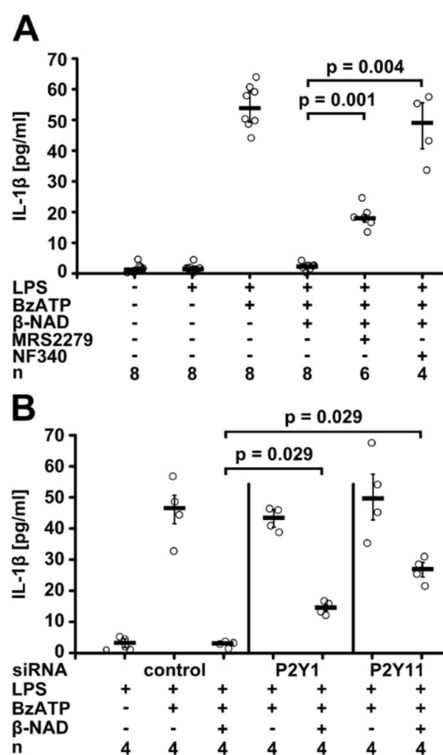 A
70
60
50
40
30
20
10
0
IL-1β [pg/ml]
p = 0.004
p = 0.001
LPS - + + + + +
BzATP - - + + + +
β-NAD - - - + + +
MRS2279 - - - - + -
NF340 - - - - - +
n 8 8 8 8 6 4
B
70
60
50
40
30
20
10
0
IL-1β [pg/ml]
p = 0.029
p = 0.029
siRNA control P2Y1 P2Y11
LPS + + + + + + +
BzATP - + + + + + +
β-NAD - - + - + - +
n 4 4 4 4 4 4 4